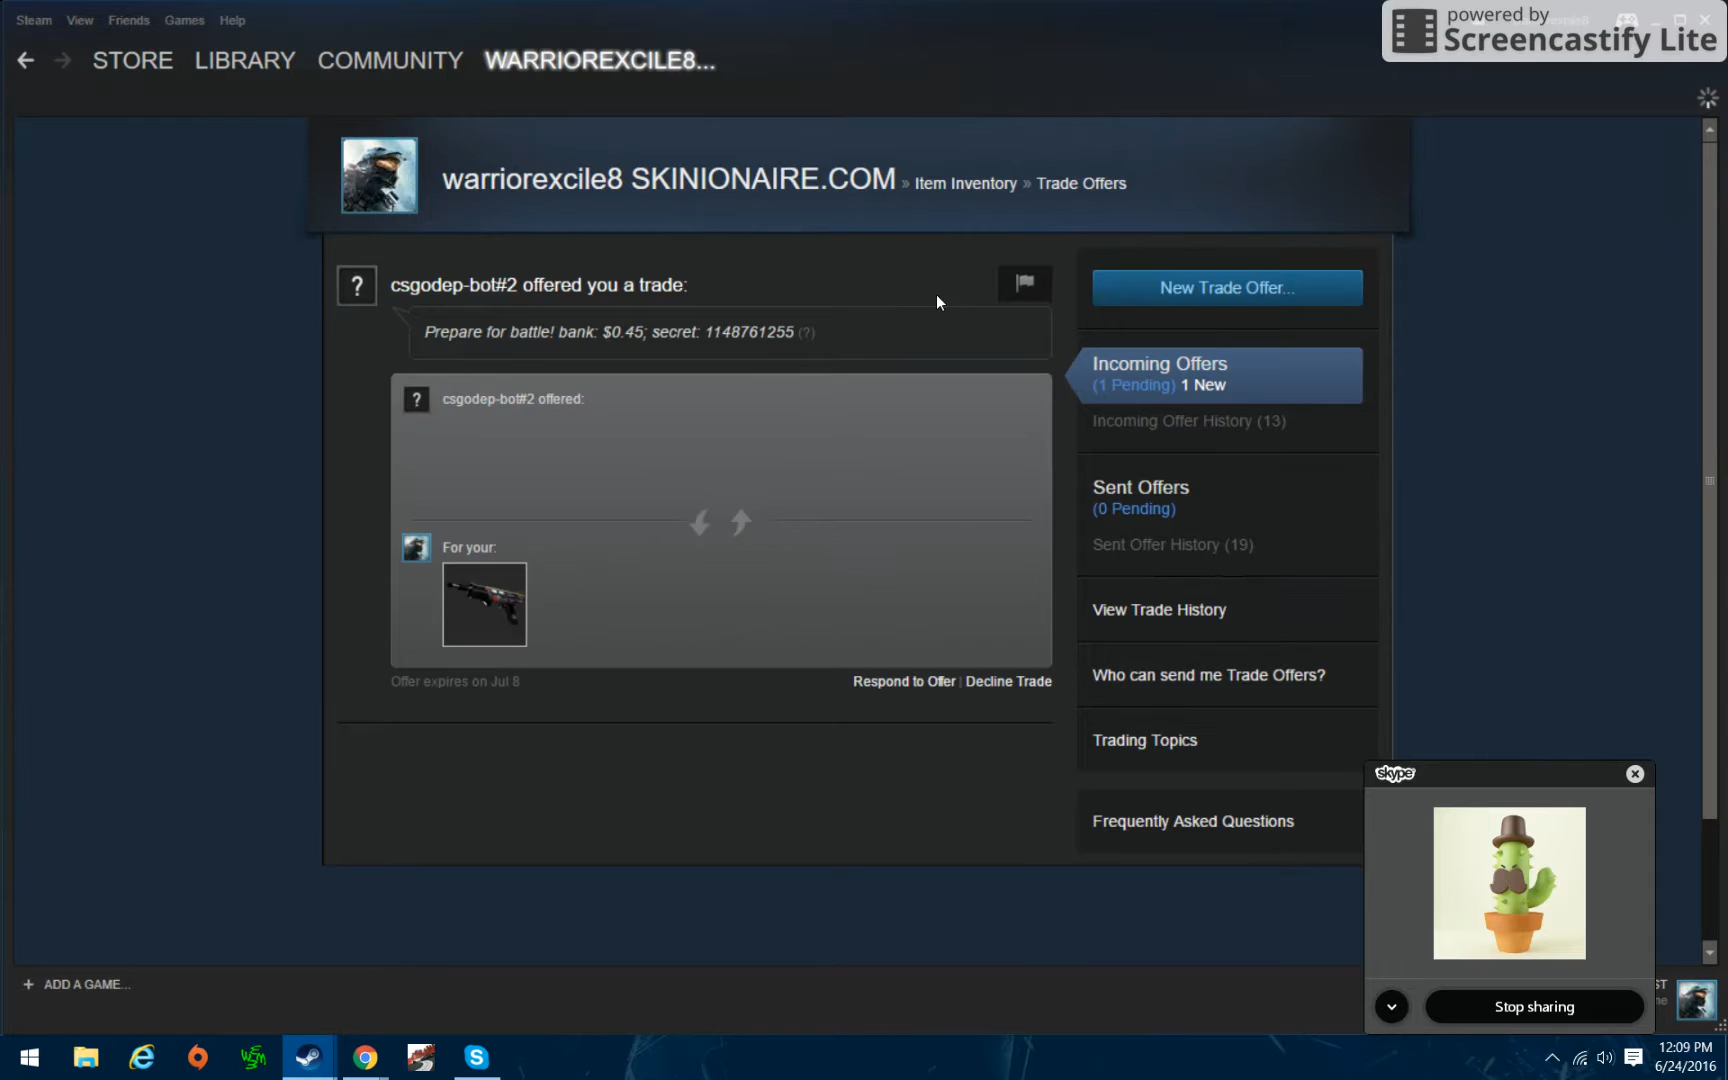 Steam View Friends Games Help
powered by
Screencastify Lite
STORE LIBRARY COMMUNITY WARRIOREXCILE8...
warriorexcile8 SKINIONAIRE.COM » Item Inventory » Trade Offers
? csgodep-bot#2 offered you a trade:
Prepare for battle! bank: $0.45; secret: 1148761255 (?)
? csgodep-bot#2 offered:
For your:
Offer expires on Jul 8
Respond to Offer | Decline Trade
New Trade Offer...
Incoming Offers
(1 Pending) 1 New
Incoming Offer History (13)
Sent Offers
(0 Pending)
Sent Offer History (19)
View Trade History
Who can send me Trade Offers?
Trading Topics
Frequently Asked Questions
skype
Stop sharing
+ ADD A GAME...
12:09 PM
6/24/2016